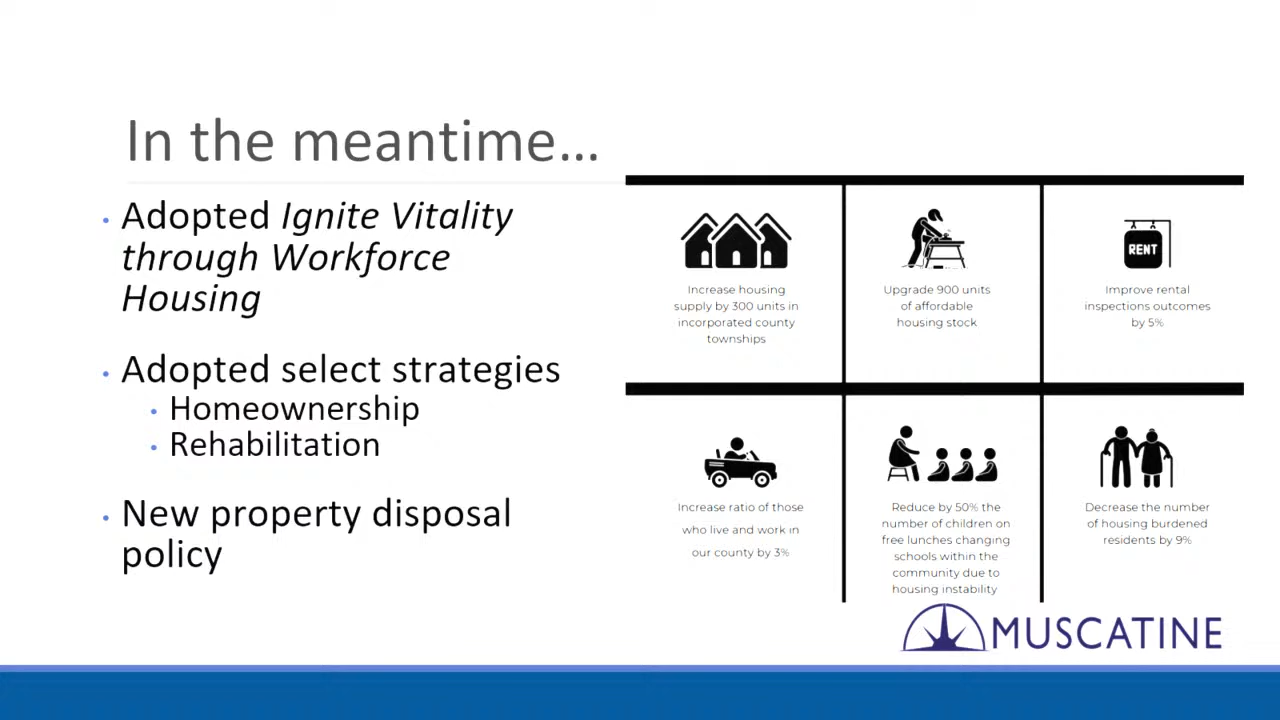 In the meantime…
• Adopted Ignite Vitality
through Workforce
Housing
• Adopted select strategies
• Homeownership
• Rehabilitation
• New property disposal
policy
Increase housing
supply by 300 units in
incorporated county
townships
Upgrade 900 units
of affordable
housing stock
RENT
Improve rental
inspections outcomes
by 5%
Increase ratio of those
who live and work in
our county by 3%
Reduce by 50% the
number of children on
free lunches changing
schools within the
community due to
housing instability
Decrease the number
of housing burdened
residents by 9%
MUSCATINE